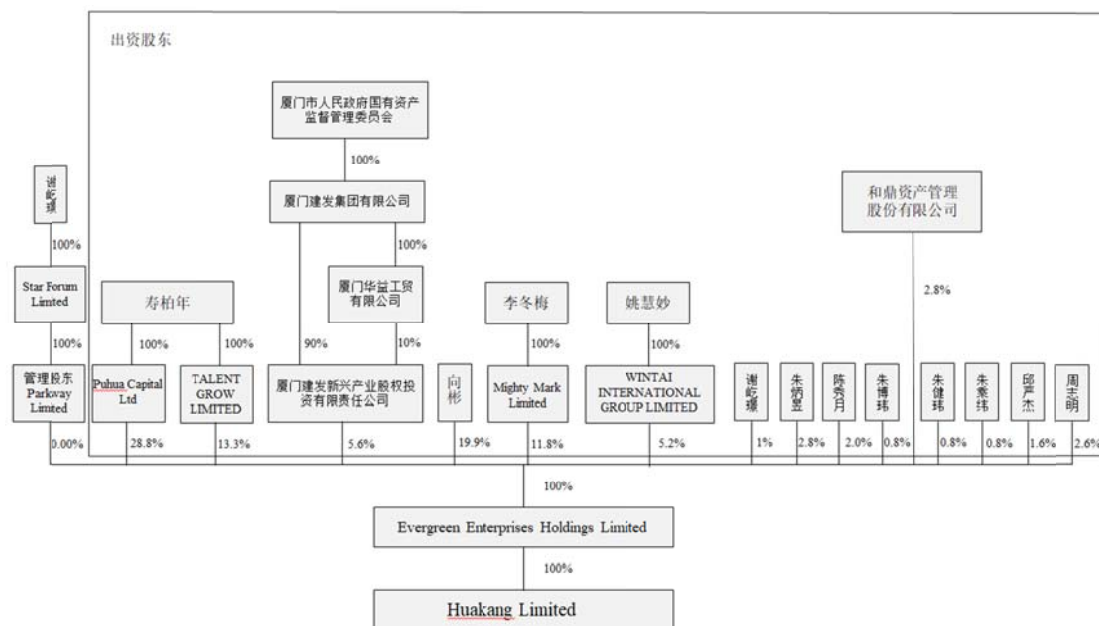 出资股东
厦门市人民政府国有资产
监督管理委员会
100%
厦门建发集团有限公司
和鼎资产管理
股份有限公司
谢屹璟
100%
100%
Star Forum
Limted
寿柏年
厦门华益工贸
有限公司
李冬梅
姚慧妙
2.8%
100%
100%
100%
90%
10%
100%
100%
管理股东
Parkway
Limted
Puhua Capital
Ltd
TALENT
GROW
LIMITED
厦门建发新兴产业股权投
资有限责任公司
向彬
Mighty Mark
Limited
WINTAI
INTERNATIONAL
GROUP LIMITED
谢屹璟
朱炳昱
陈秀月
朱博玮
朱健玮
朱紊纬
邱严杰
周志明
0.00%
28.8%
13.3%
5.6%
19.9%
11.8%
5.2%
1%
2.8%
2.0%
0.8%
0.8%
0.8%
1.6%
2.6%
100%
Evergreen Enterprises Holdings Limited
100%
Huakang Limited